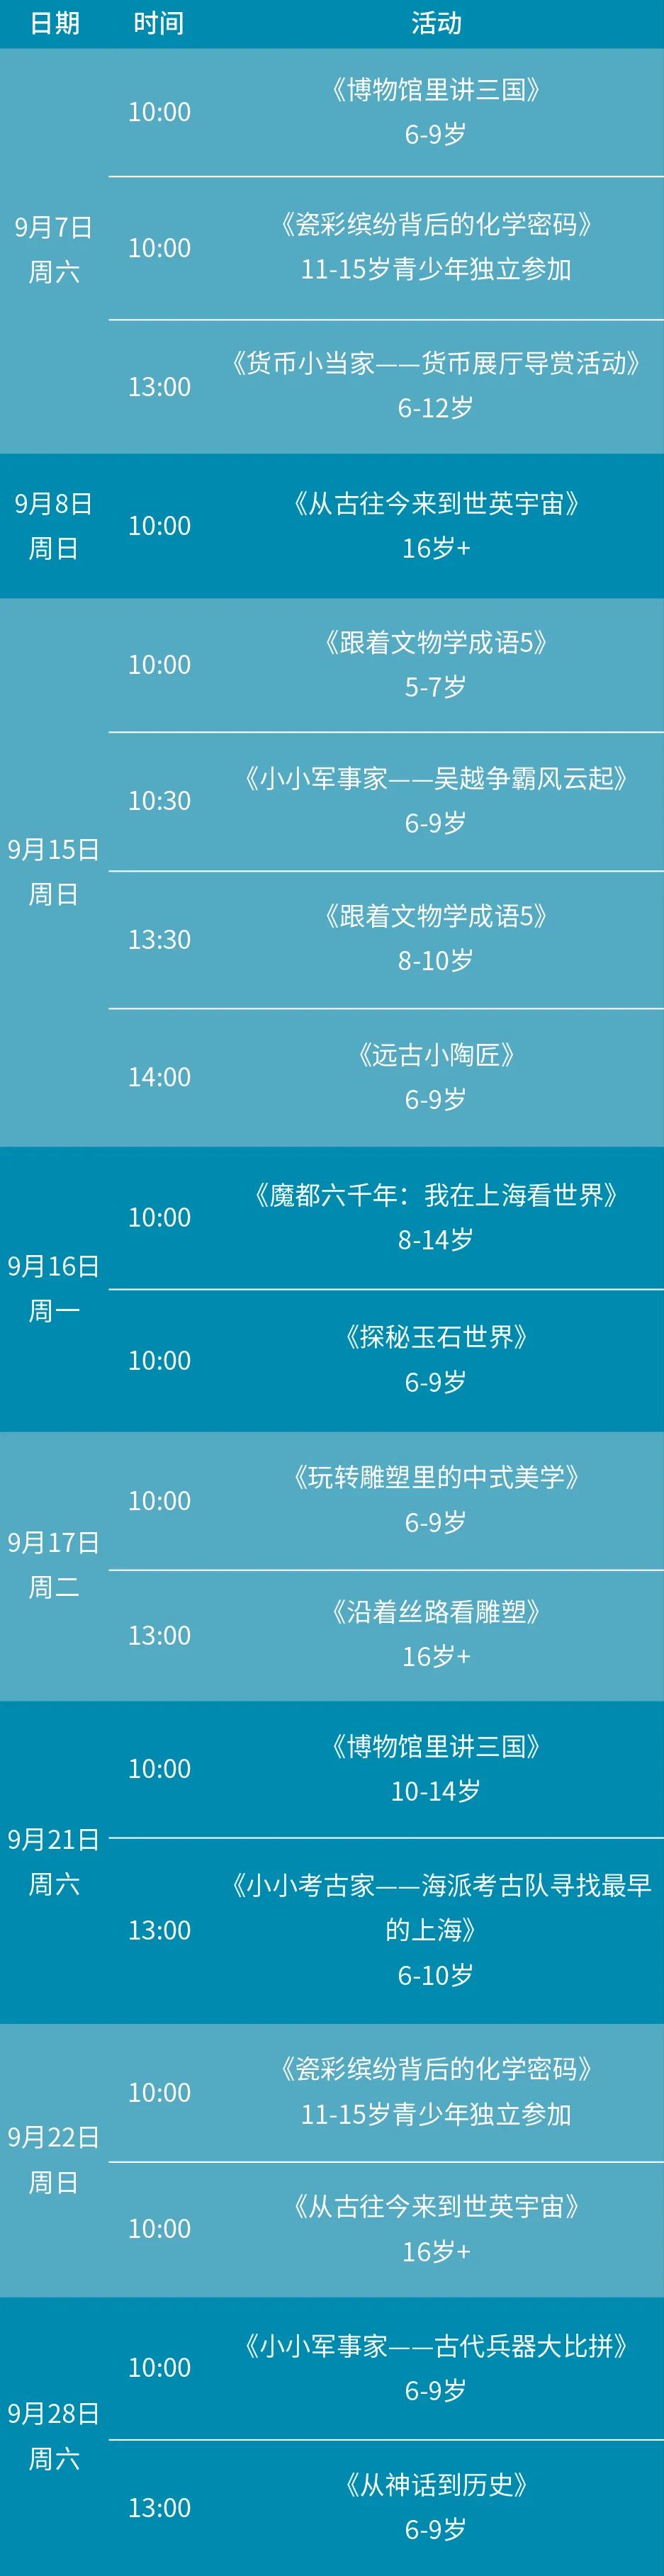 日期 时间 活动
9月7日
周六
10:00
《博物馆里讲三国》
6-9岁
10:00
《瓷彩缤纷背后的化学密码》
11-15岁青少年独立参加
13:00
《货币小当家——货币展厅导赏活动》
6-12岁
9月8日
周日
10:00
《从古往今来到世英宇宙》
16岁+
9月15日
周日
10:00
《跟着文物学成语5》
5-7岁
10:30
《小小军事家——吴越争霸风云起》
6-9岁
13:30
《跟着文物学成语5》
8-10岁
14:00
《远古小陶匠》
6-9岁
9月16日
周一
10:00
《魔都六千年：我在上海看世界》
8-14岁
10:00
《探秘玉石世界》
6-9岁
9月17日
周二
10:00
《玩转雕塑里的中式美学》
6-9岁
13:00
《沿着丝路看雕塑》
16岁+
9月21日
周六
10:00
《博物馆里讲三国》
10-14岁
13:00
《小小考古家——海派考古队寻找最早
的上海》
6-10岁
9月22日
周日
10:00
《瓷彩缤纷背后的化学密码》
11-15岁青少年独立参加
10:00
《从古往今来到世英宇宙》
16岁+
9月28日
周六
10:00
《小小军事家——古代兵器大比拼》
6-9岁
13:00
《从神话到历史》
6-9岁